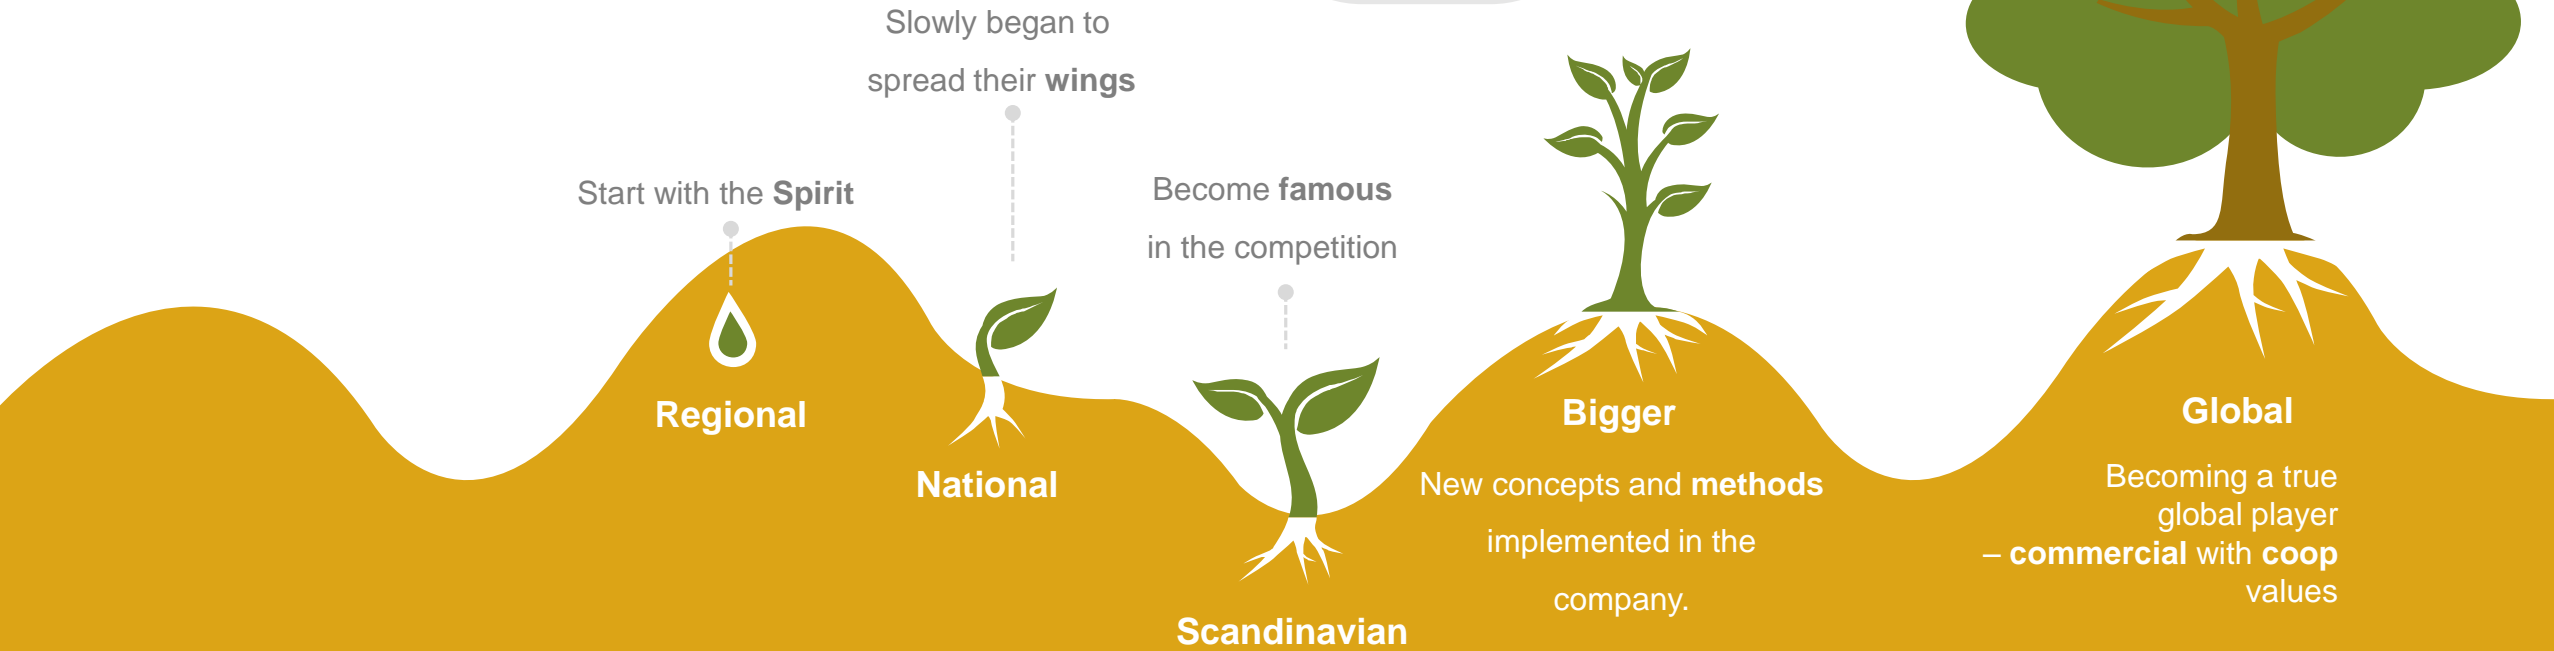 Start with the Spirit
Regional
Slowly began to
spread their wings
National
Become famous
in the competition
Scandinavian
Bigger
New concepts and methods
implemented in the
company.
Global
Becoming a true
global player
– commercial with coop
values